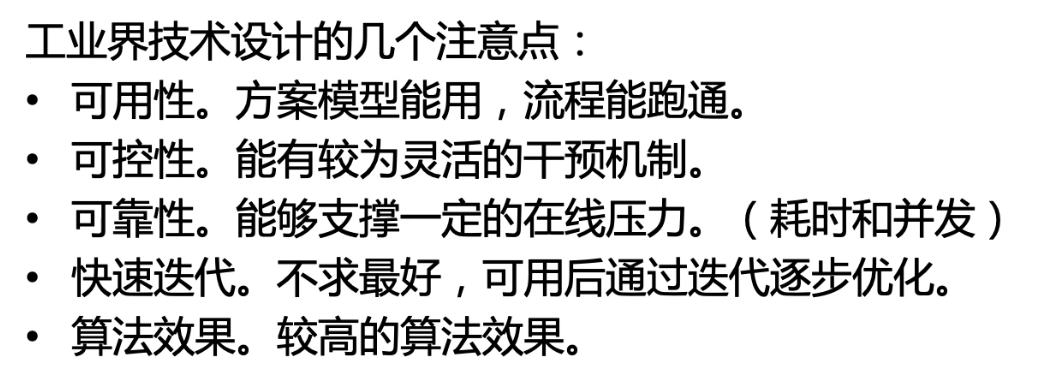 工业界技术设计的几个注意点：
• 可用性。方案模型能用，流程能跑通。
• 可控性。能有较为灵活的干预机制。
• 可靠性。能够支撑一定的在线压力。（耗时和并发）
• 快速迭代。不求最好，可用后通过迭代逐步优化。
• 算法效果。较高的算法效果。